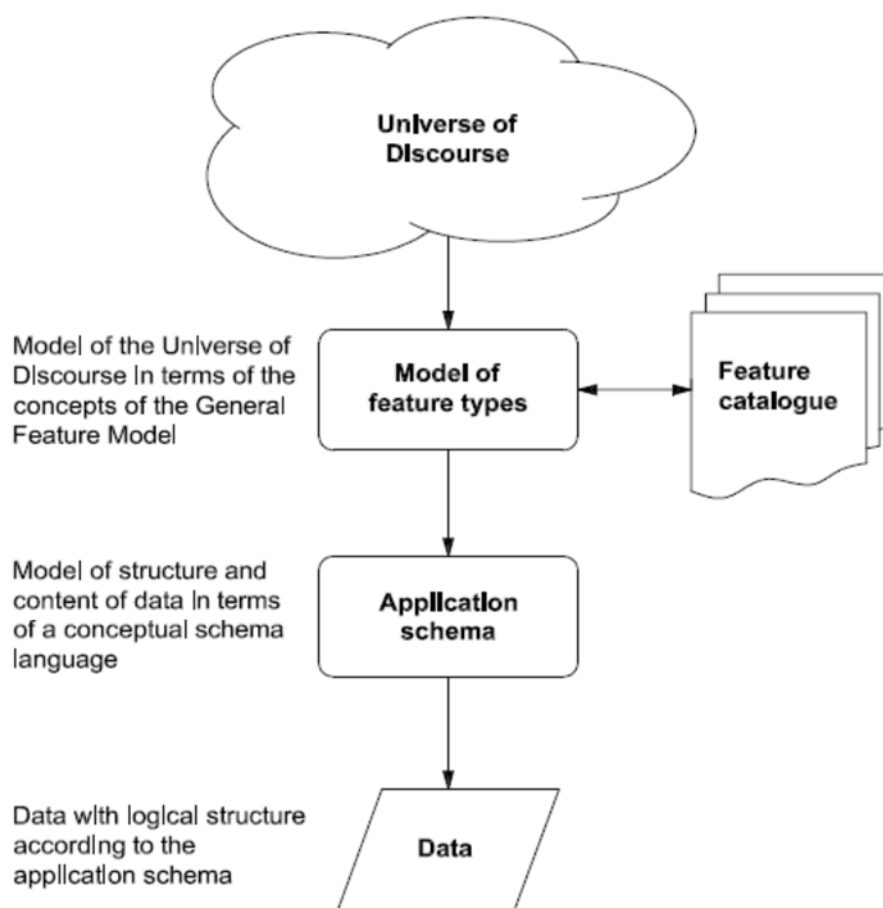 Universe of
Discourse
Model of the Universe of
Discourse in terms of the
concepts of the General
Feature Model
Model of
feature types
Feature
catalogue
Model of structure and
content of data in terms
of a conceptual schema
language
Application
schema
Data with logical structure
according to the
application schema
Data